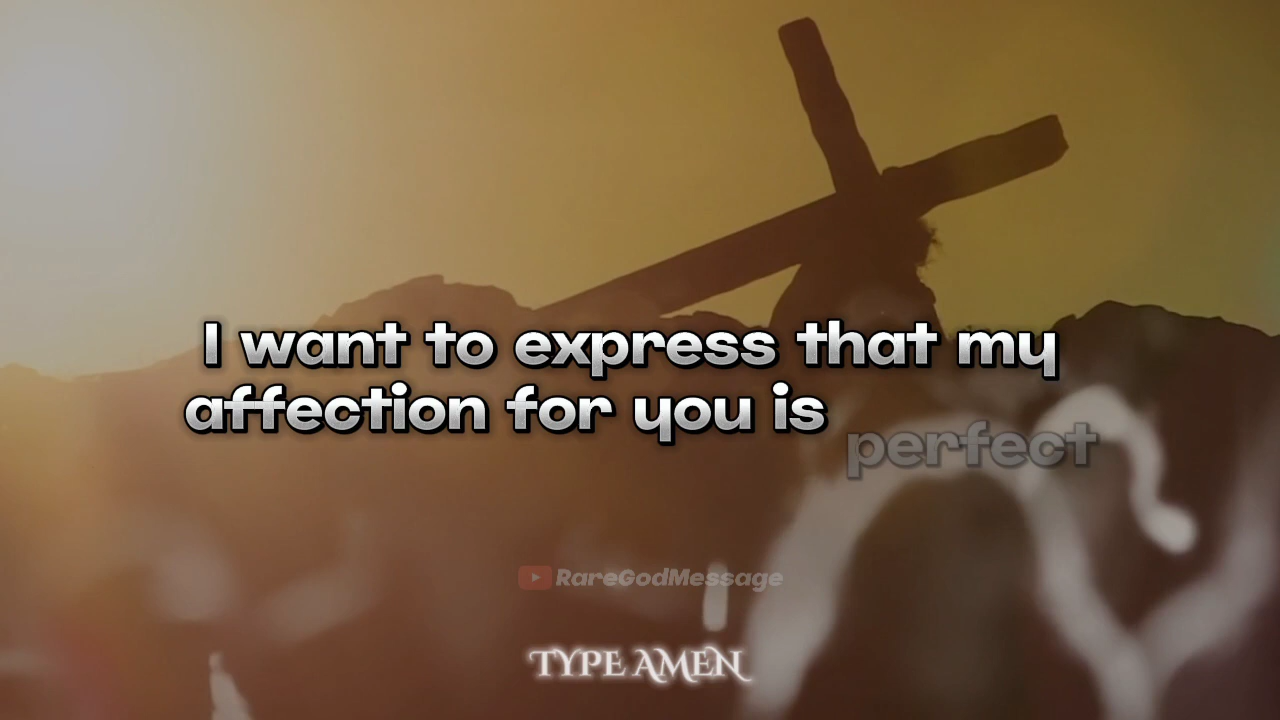 I want to express that my
affection for you is perfect
RareGodMessage
TYPE AMEN